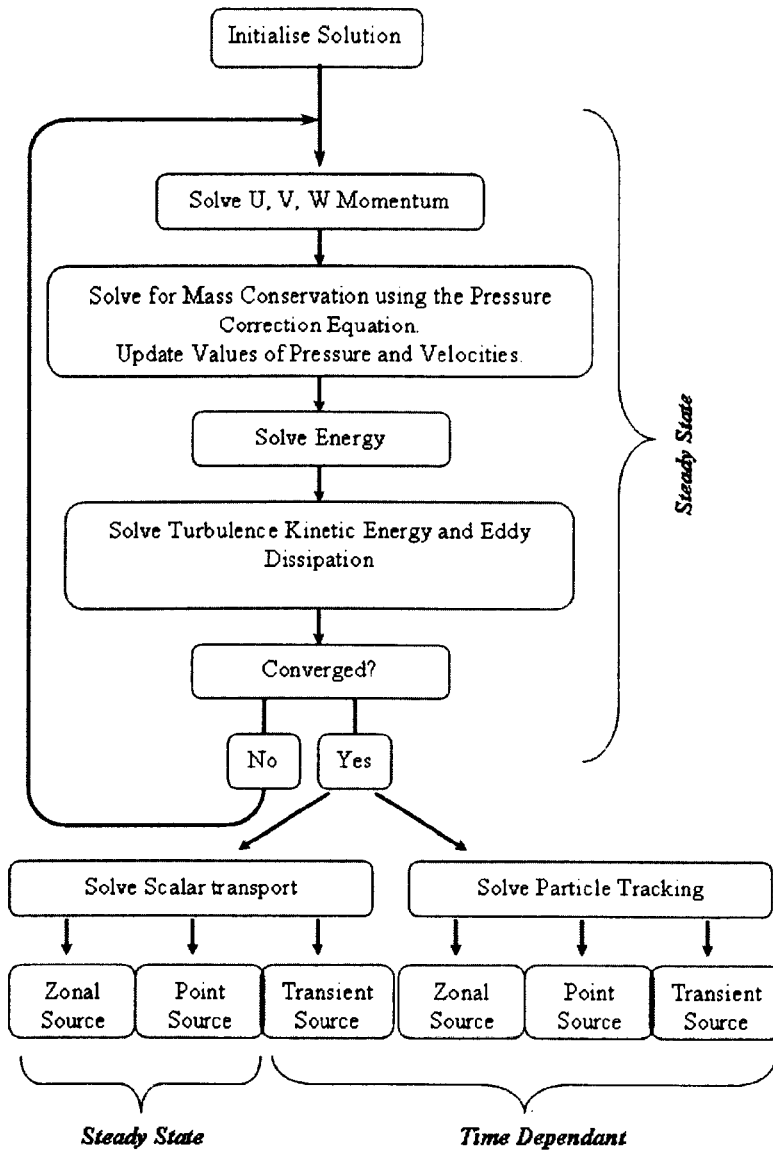 Initialise Solution
Solve U, V, W Momentum
Solve for Mass Conservation using the Pressure
Correction Equation.
Update Values of Pressure and Velocities.
Solve Energy
Solve Turbulence Kinetic Energy and Eddy
Dissipation
Converged?
No
Yes
Steady State
Solve Scalar transport
Solve Particle Tracking
Zonal
Source
Point
Source
Transient
Source
Zonal
Source
Point
Source
Transient
Source
Steady State
Time Dependant